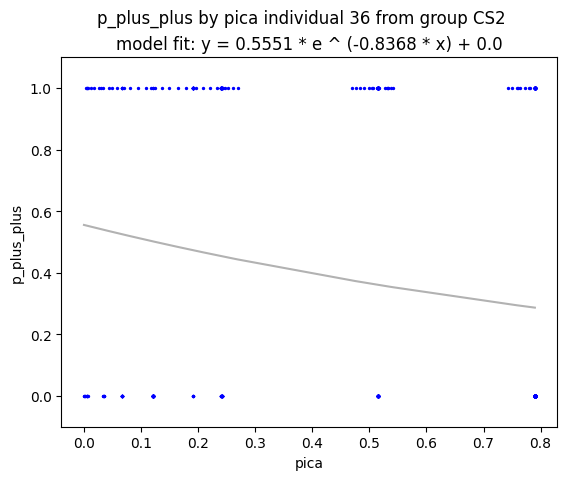 p_plus_plus by pica individual 36 from group CS2
model fit: y = 0.5551 * e ^ (-0.8368 * x) + 0.0
1.0
0.8
0.6
0.4
0.2
0.0
p_plus_plus
0.0 0.1 0.2 0.3 0.4 0.5 0.6 0.7 0.8
pica